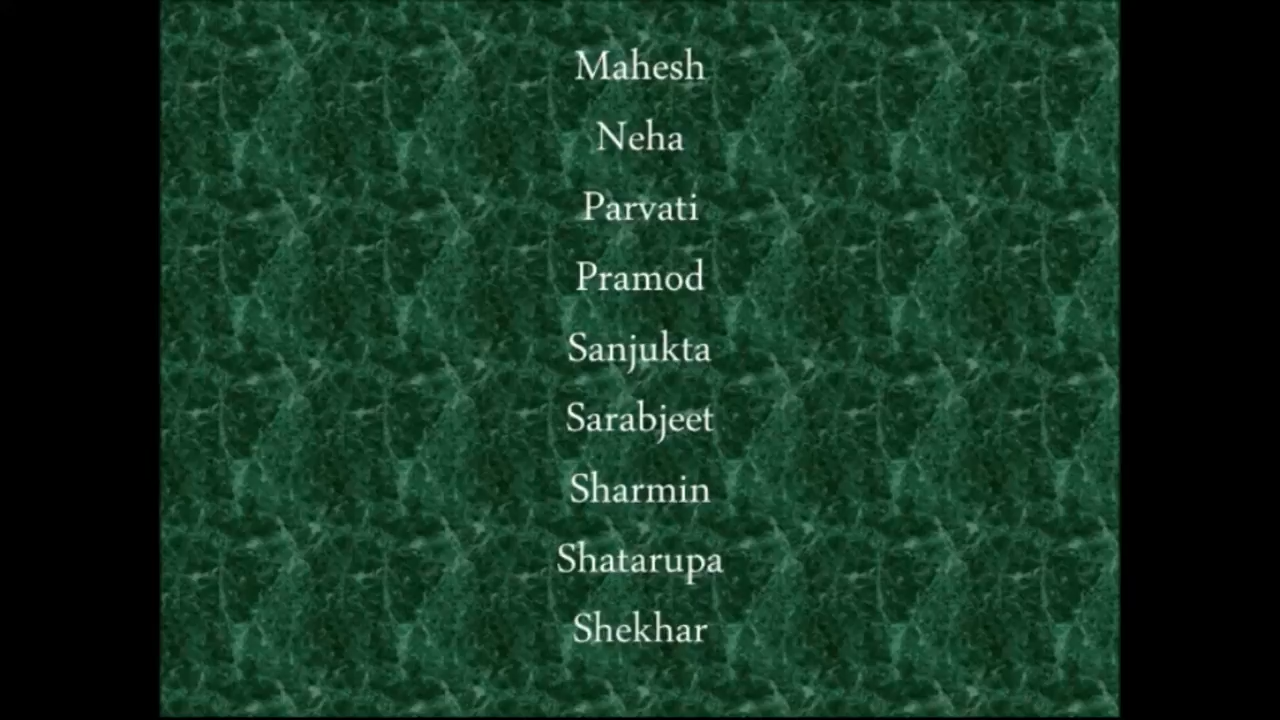 Mahesh
Neha
Parvati
Pramod
Sanjukta
Sarabjeet
Sharmin
Shatarupa
Shekhar